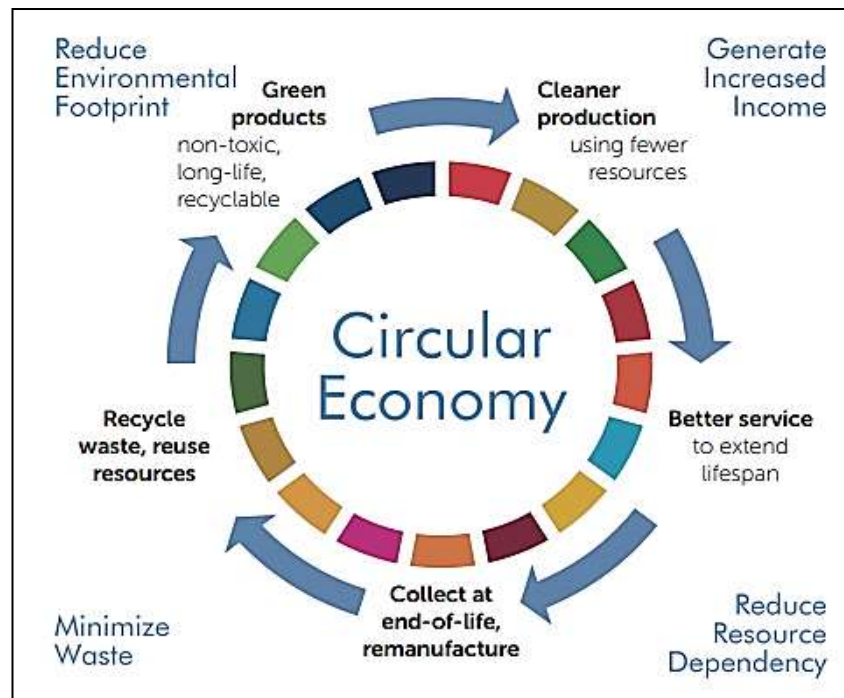 Reduce
Environmental
Footprint
Generate
Increased
Income
Green
products
non-toxic,
long-life,
recyclable
Cleaner
production
using fewer
resources
Circular
Economy
Recycle
waste, reuse
resources
Better service
to extend
lifespan
Collect at
end-of-life,
remanufacture
Minimize
Waste
Reduce
Resource
Dependency